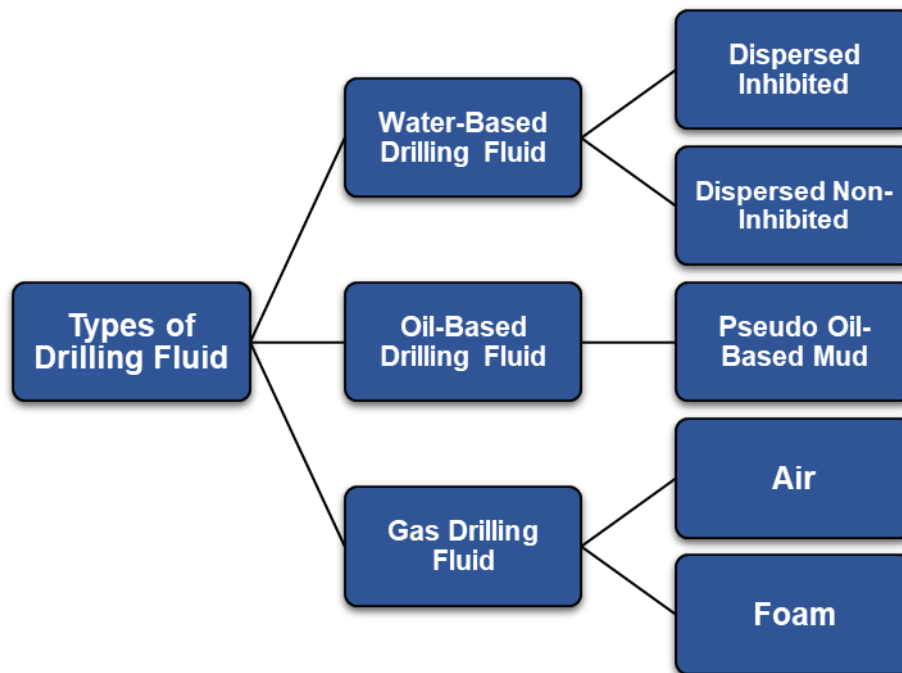 Types of
Drilling Fluid
Water-Based
Drilling Fluid
Dispersed
Inhibited
Dispersed Non-
Inhibited
Oil-Based
Drilling Fluid
Pseudo Oil-
Based Mud
Gas Drilling
Fluid
Air
Foam